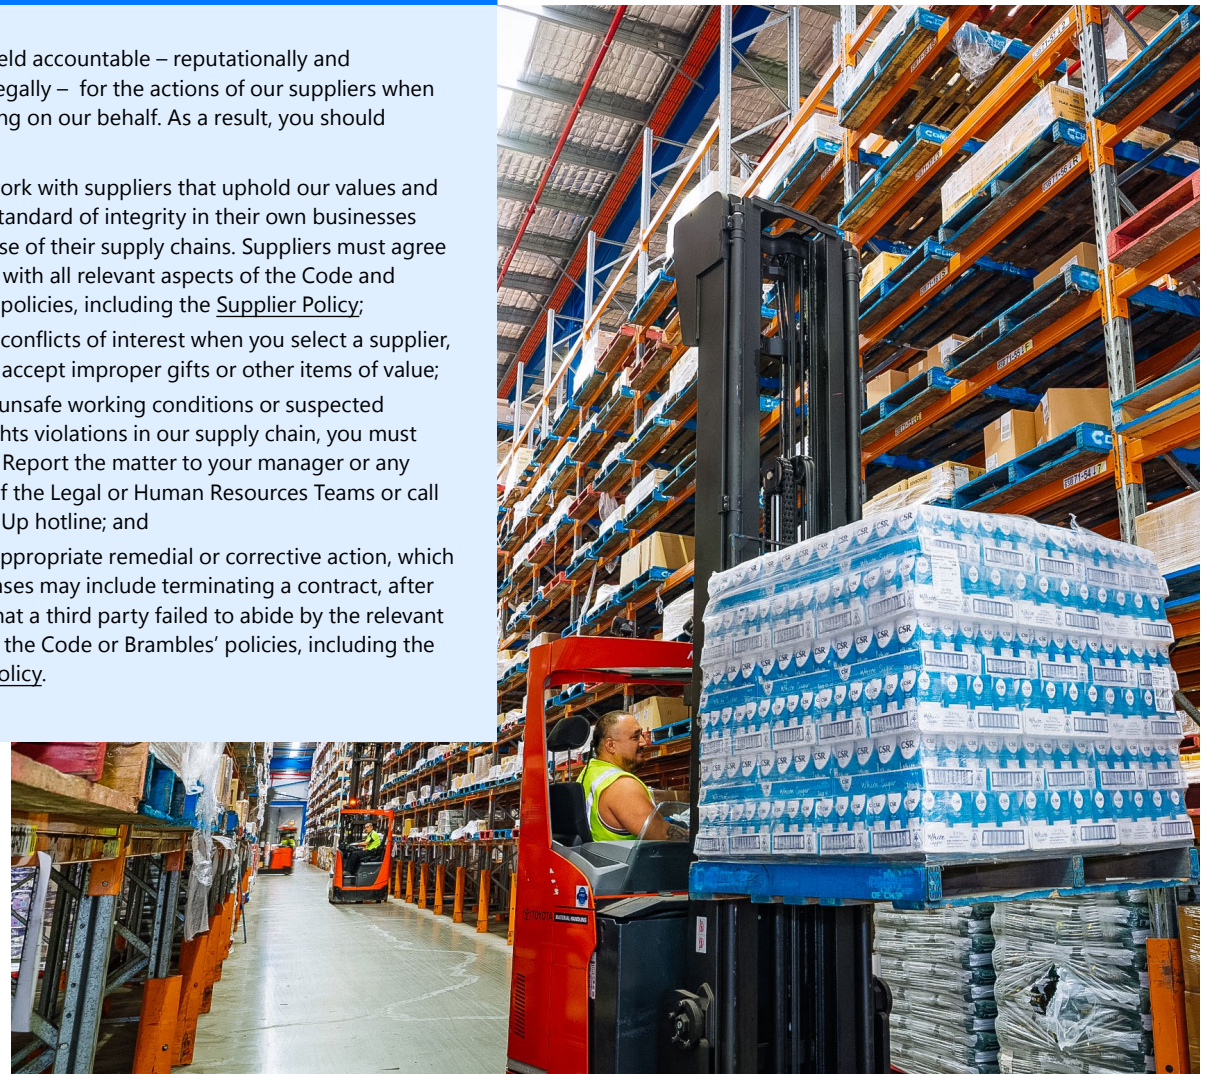 eld accountable – reputationally and
egally – for the actions of our suppliers when
ng on our behalf. As a result, you should
ork with suppliers that uphold our values and
tandard of integrity in their own businesses
se of their supply chains. Suppliers must agree
with all relevant aspects of the Code and
policies, including the Supplier Policy;
conflicts of interest when you select a supplier,
accept improper gifts or other items of value;
unsafe working conditions or suspected
hts violations in our supply chain, you must
Report the matter to your manager or any
f the Legal or Human Resources Teams or call
Up hotline; and
ppropriate remedial or corrective action, which
ases may include terminating a contract, after
hat a third party failed to abide by the relevant
the Code or Brambles’ policies, including the
olicy.
CSR
TOYOTA MATERIAL HANDLING